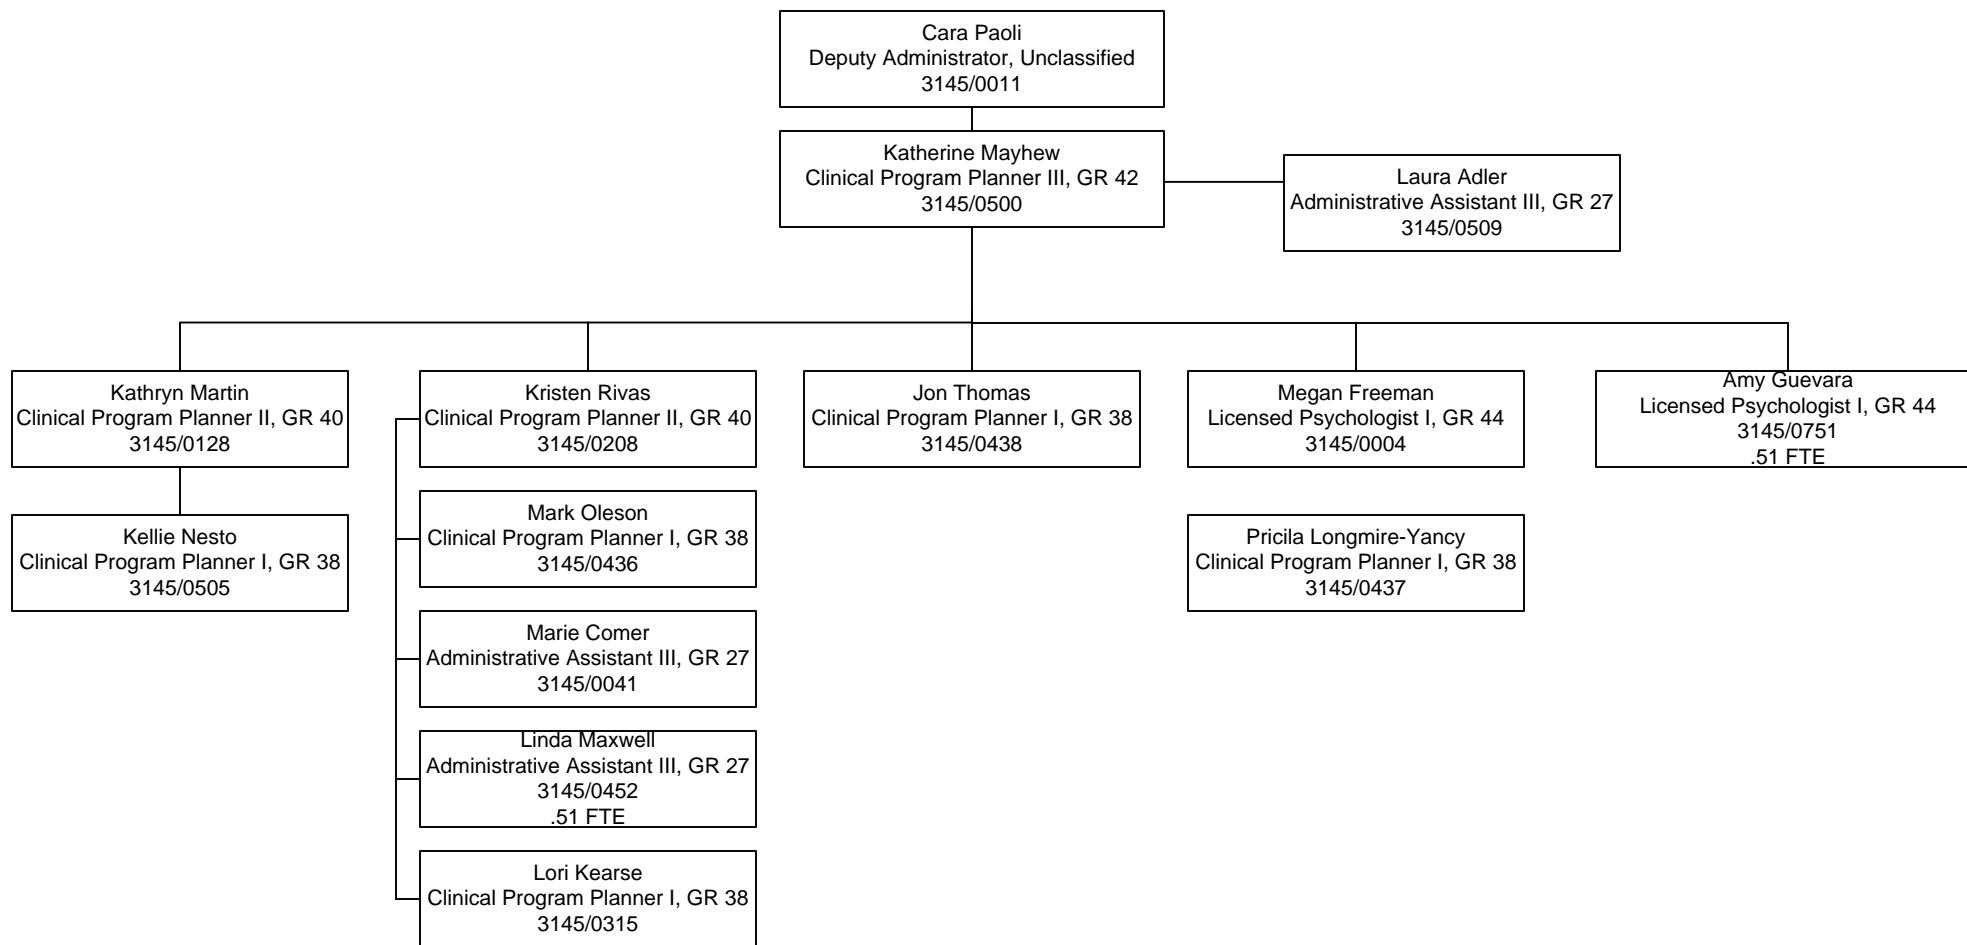 Cara Paoli
Deputy Administrator, Unclassified
3145/0011
Katherine Mayhew
Clinical Program Planner III, GR 42
3145/0500
Laura Adler
Administrative Assistant III, GR 27
3145/0509
Kathryn Martin
Clinical Program Planner II, GR 40
3145/0128
Kellie Nesto
Clinical Program Planner I, GR 38
3145/0505
Kristen Rivas
Clinical Program Planner II, GR 40
3145/0208
Mark Oleson
Clinical Program Planner I, GR 38
3145/0436
Marie Comer
Administrative Assistant III, GR 27
3145/0041
Linda Maxwell
Administrative Assistant III, GR 27
3145/0452
.51 FTE
Lori Kearse
Clinical Program Planner I, GR 38
3145/0315
Jon Thomas
Clinical Program Planner I, GR 38
3145/0438
Megan Freeman
Licensed Psychologist I, GR 44
3145/0004
Pricila Longmire-Yancy
Clinical Program Planner I, GR 38
3145/0437
Amy Guevara
Licensed Psychologist I, GR 44
3145/0751
.51 FTE